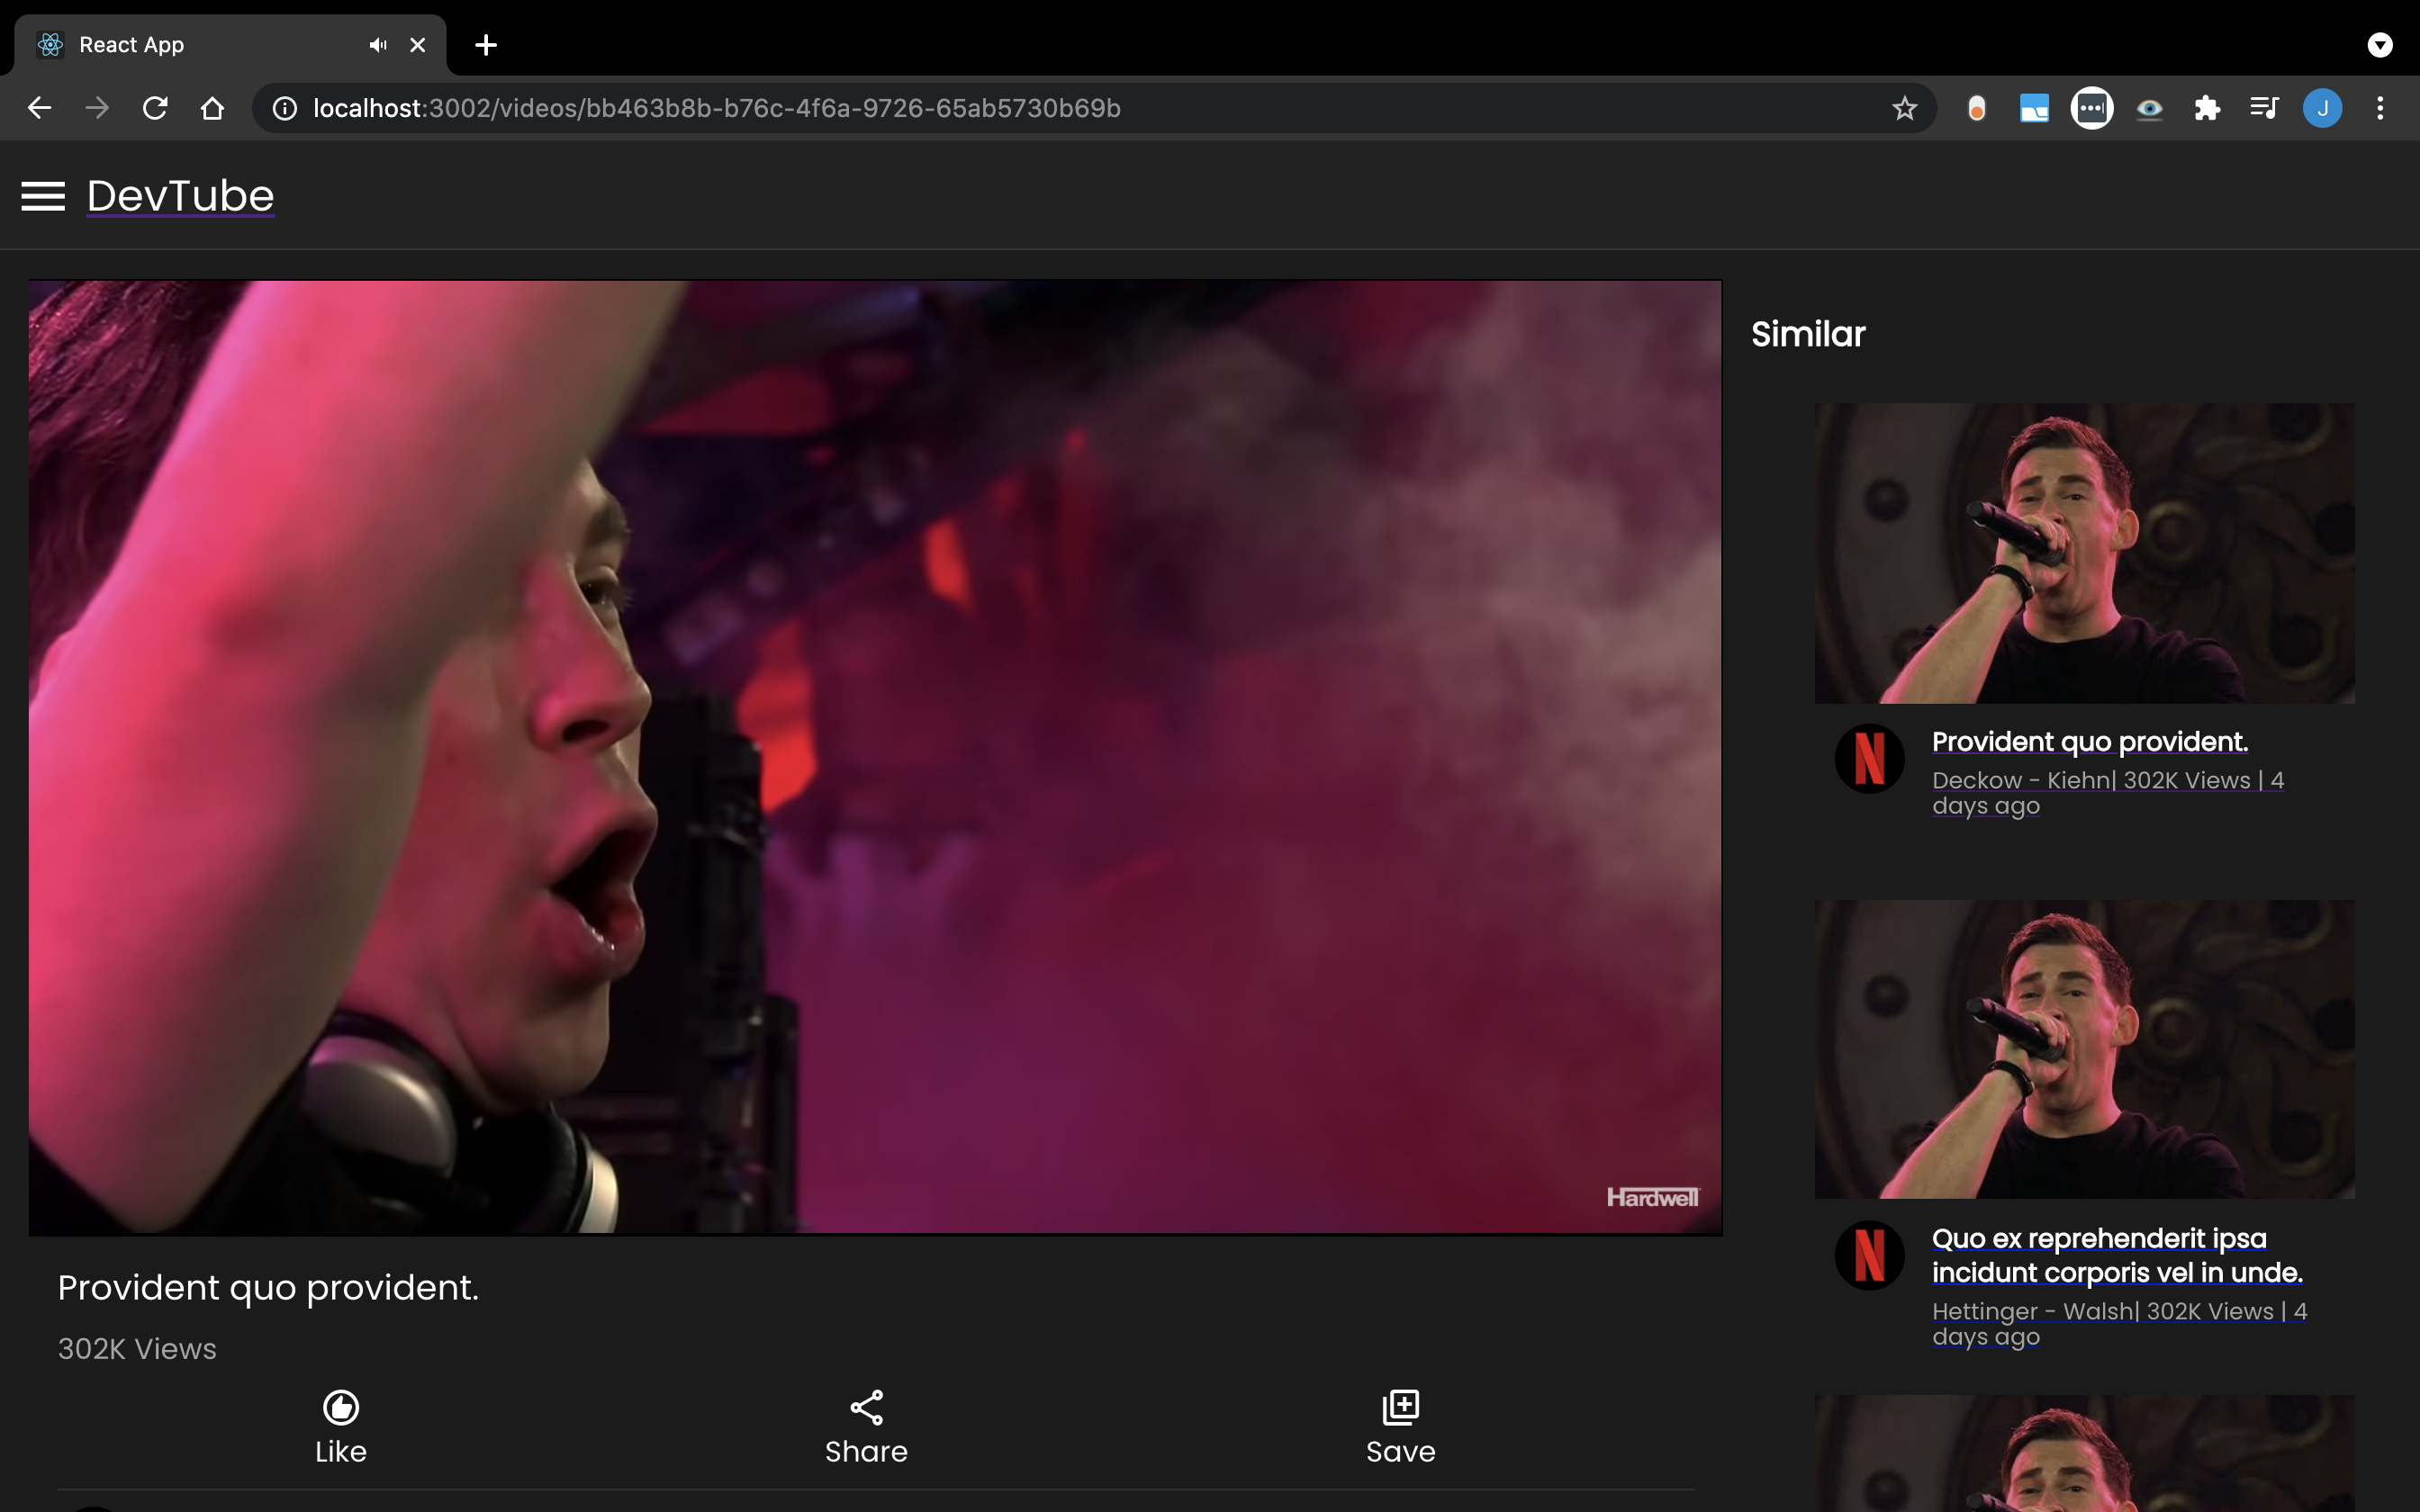 React App
localhost:3002/videos/bb463b8b-b76c-4f6a-9726-65ab5730b69b
J
DevTube
Hardwell
Provident quo provident.
302K Views
Like
Share
Save
Similar
N
Provident quo provident.
Deckow - Kiehn| 302K Views | 4
days ago
N
Quo ex reprehenderit ipsa
incidunt corporis vel in unde.
Hettinger - Walsh| 302K Views | 4
days ago